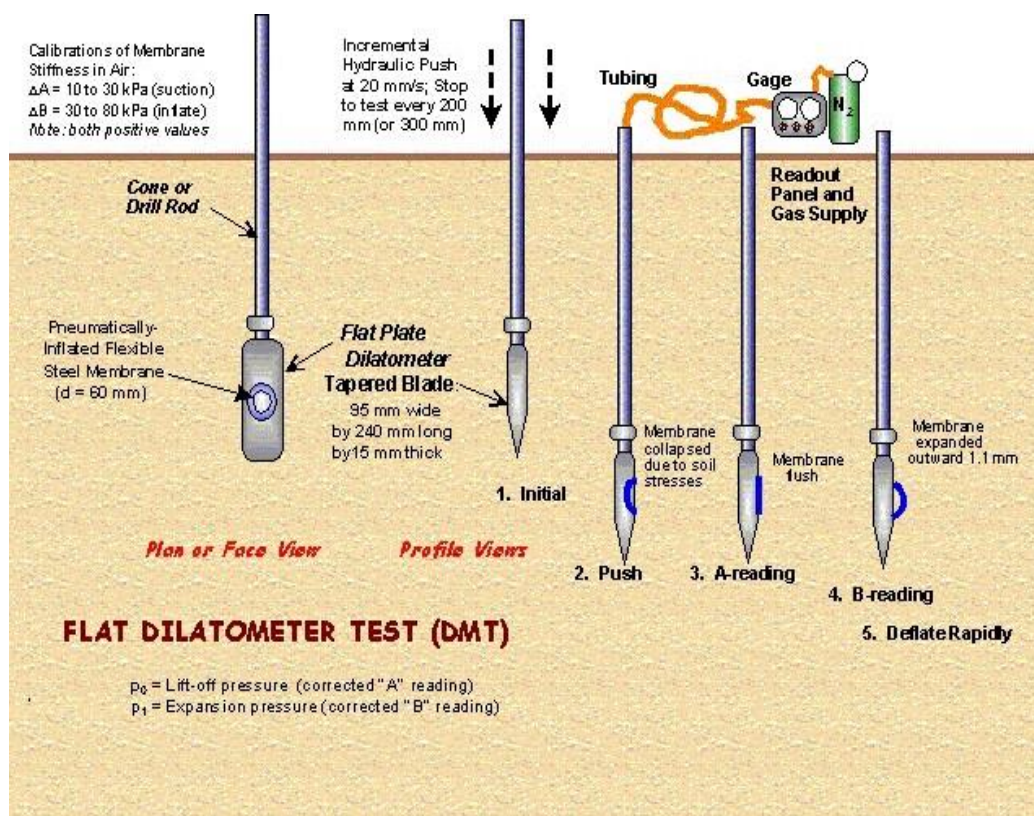 Calibrations of Membrane
Stiffness in Air:
ΔA = 10 to 30 kPa (suction)
ΔB = 30 to 80 kPa (inflate)
Note: both positive values
Incremental
Hydraulic Push
at 20 mm/s; Stop
to test every 200
mm (or 300 mm)
Tubing
Gage
N2
Readout
Panel and
Gas Supply
Cone or
Drill Rod
Pneumatically-
Inflated Flexible
Steel Membrane
(d = 60 mm)
Flat Plate
Dilatometer
Tapered Blade:
95 mm wide
by 240 mm long
by 15 mm thick
1. Initial
Membrane
collapsed
due to soil
stresses
2. Push
Membrane
flush
3. A-reading
Membrane
expanded
outward 1.1 mm
4. B-reading
5. Deflate Rapidly
Plan or Face View
Profile Views
FLAT DILATOMETER TEST (DMT)
p0 = Lift-off pressure (corrected "A" reading)
p1 = Expansion pressure (corrected "B" reading)